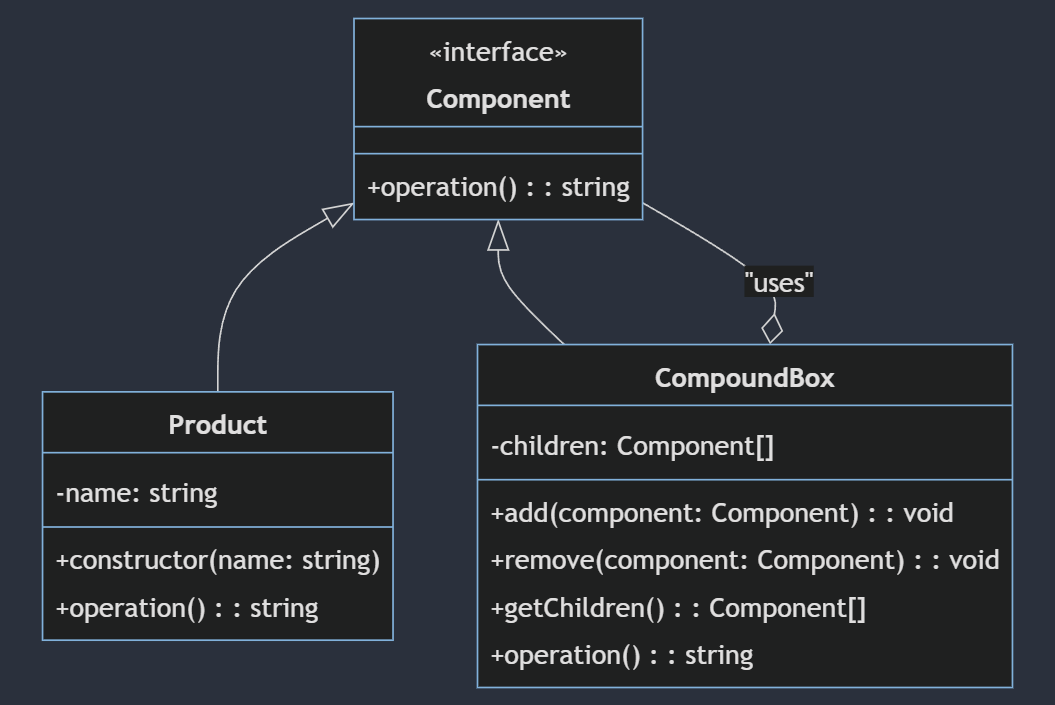 «interface»
Component
+operation() : : string
"uses"
Product
-name: string
+constructor(name: string)
+operation() : : string
CompoundBox
-children: Component[]
+add(component: Component) : : void
+remove(component: Component) : : void
+getChildren() : : Component[]
+operation() : : string